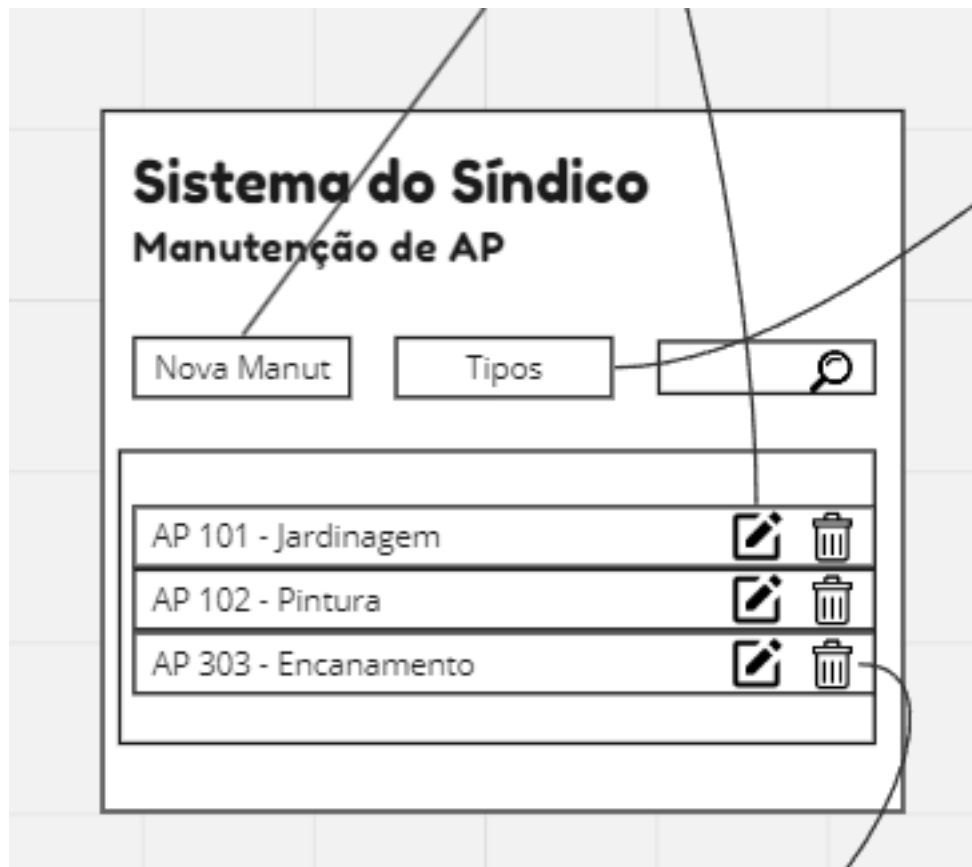 Sistema do Síndico
Manutenção de AP
Nova Manut
Tipos
AP 101 - Jardinagem
AP 102 - Pintura
AP 303 - Encanamento